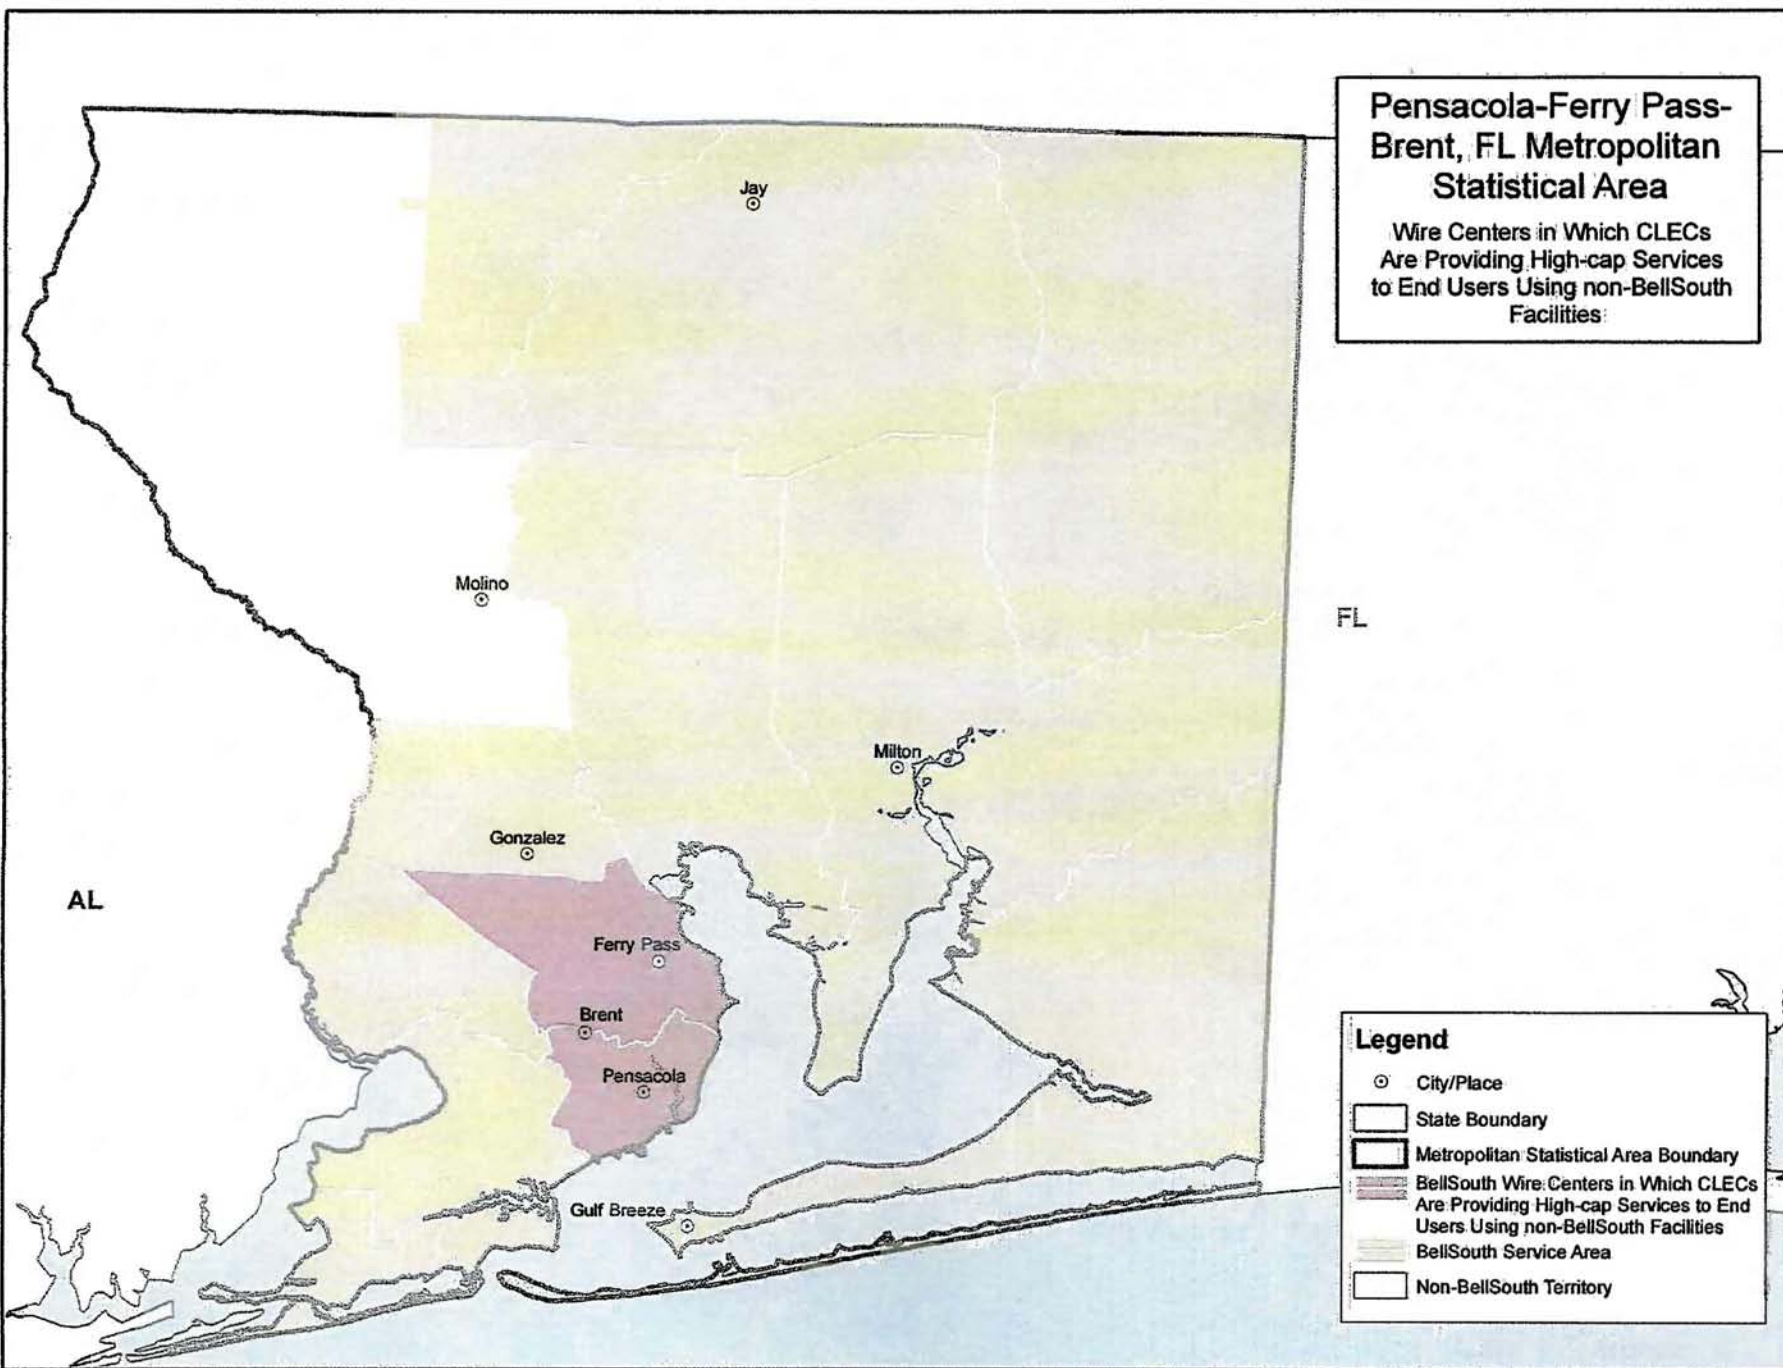 Pensacola-Ferry Pass-
Brent, FL Metropolitan
Statistical Area
Wire Centers in Which CLECs
Are Providing High-cap Services
to End Users Using non-BellSouth
Facilities
Jay
Molino
FL
Milton
Gonzalez
AL
Ferry Pass
Brent
Pensacola
Gulf Breeze
Legend
City/Place
State Boundary
Metropolitan Statistical Area Boundary
BellSouth Wire Centers in Which CLECs
Are Providing High-cap Services to End
Users Using non-BellSouth Facilities
BellSouth Service Area
Non-BellSouth Territory